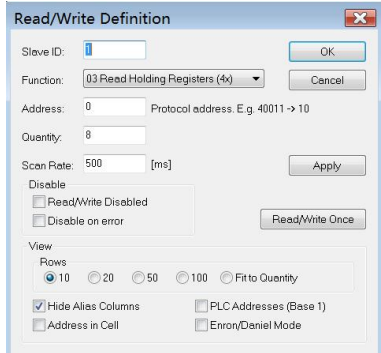 Read/Write Definition
Slave ID: 1 OK
Function: 03 Read Holding Registers (4x) Cancel
Address: 0 Protocol address. E.g. 40011 -> 10
Quantity: 8
Scan Rate: 500 [ms] Apply
Disable
Read/Write Disabled
Disable on error
Read/Write Once
View
Rows
10 20 50 100 Fit to Quantity
Hide Alias Columns PLC Addresses (Base 1)
Address in Cell Enron/Daniel Mode